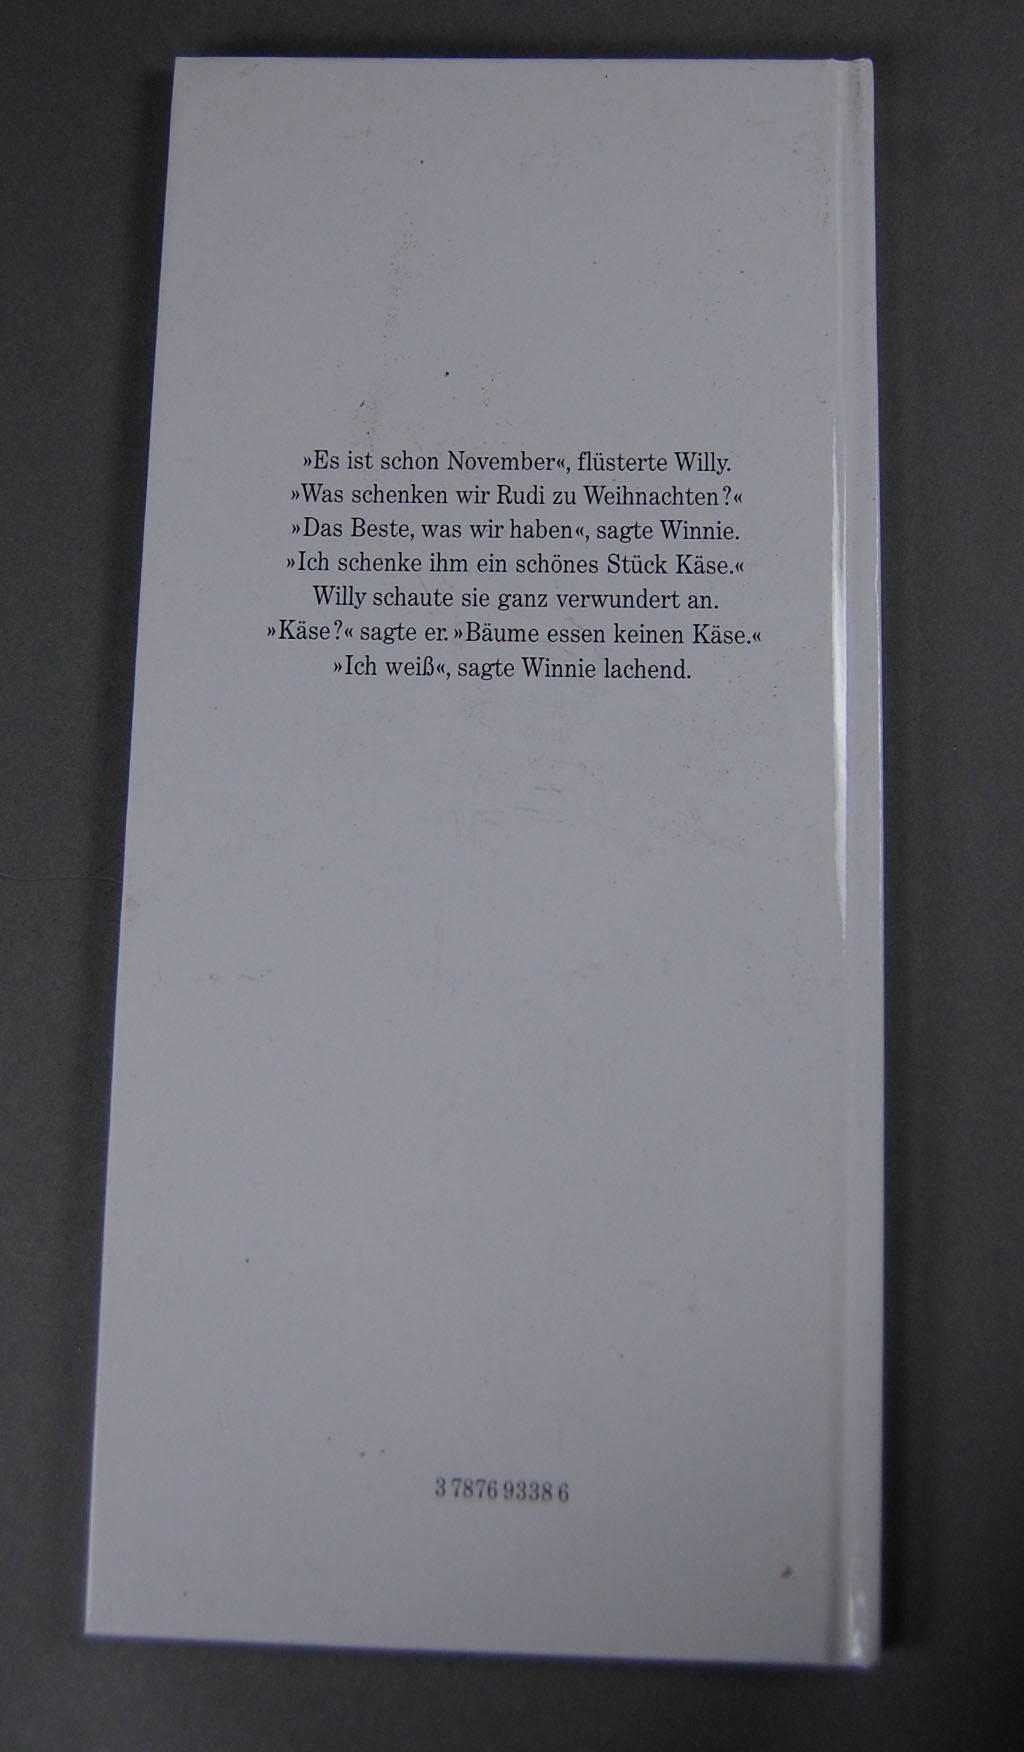 »Es ist schon November«, flüsterte Willy.
»Was schenken wir Rudi zu Weihnachten?«
»Das Beste, was wir haben«, sagte Winnie.
»Ich schenke ihm ein schönes Stück Käse.«
Willy schaute sie ganz verwundert an.
»Käse?« sagte er. »Bäume essen keinen Käse.«
»Ich weiß«, sagte Winnie lachend.
3 7876 9338 6